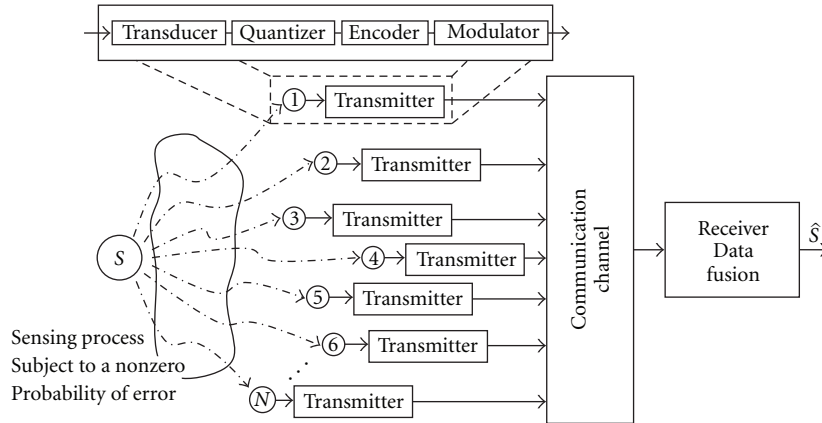 Transducer Quantizer Encoder Modulator
1 Transmitter
2 Transmitter
3 Transmitter
S
4 Transmitter
5 Transmitter
6 Transmitter
N Transmitter
Sensing process
Subject to a nonzero
Probability of error
Communication
channel
Receiver
Data
fusion
Ŝ